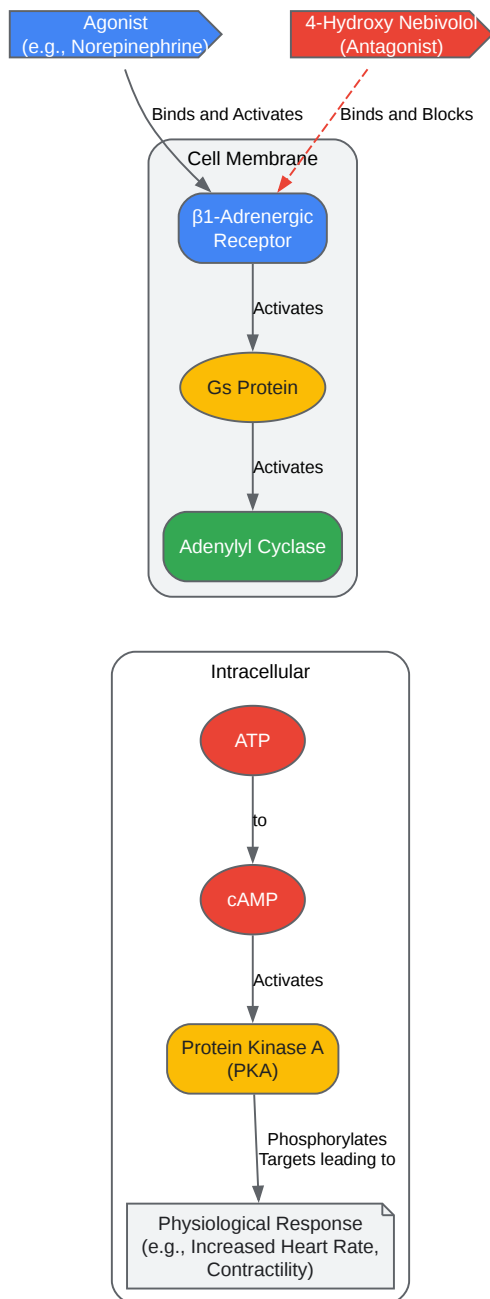 Agonist
(e.g., Norepinephrine)
4-Hydroxy Nebivolol
(Antagonist)
Binds and Activates
Binds and Blocks
Cell Membrane
β1-Adrenergic
Receptor
Activates
Gs Protein
Activates
Adenylyl Cyclase
Intracellular
ATP
to
cAMP
Activates
Protein Kinase A
(PKA)
Phosphorylates
Targets leading to
Physiological Response
(e.g., Increased Heart Rate,
Contractility)